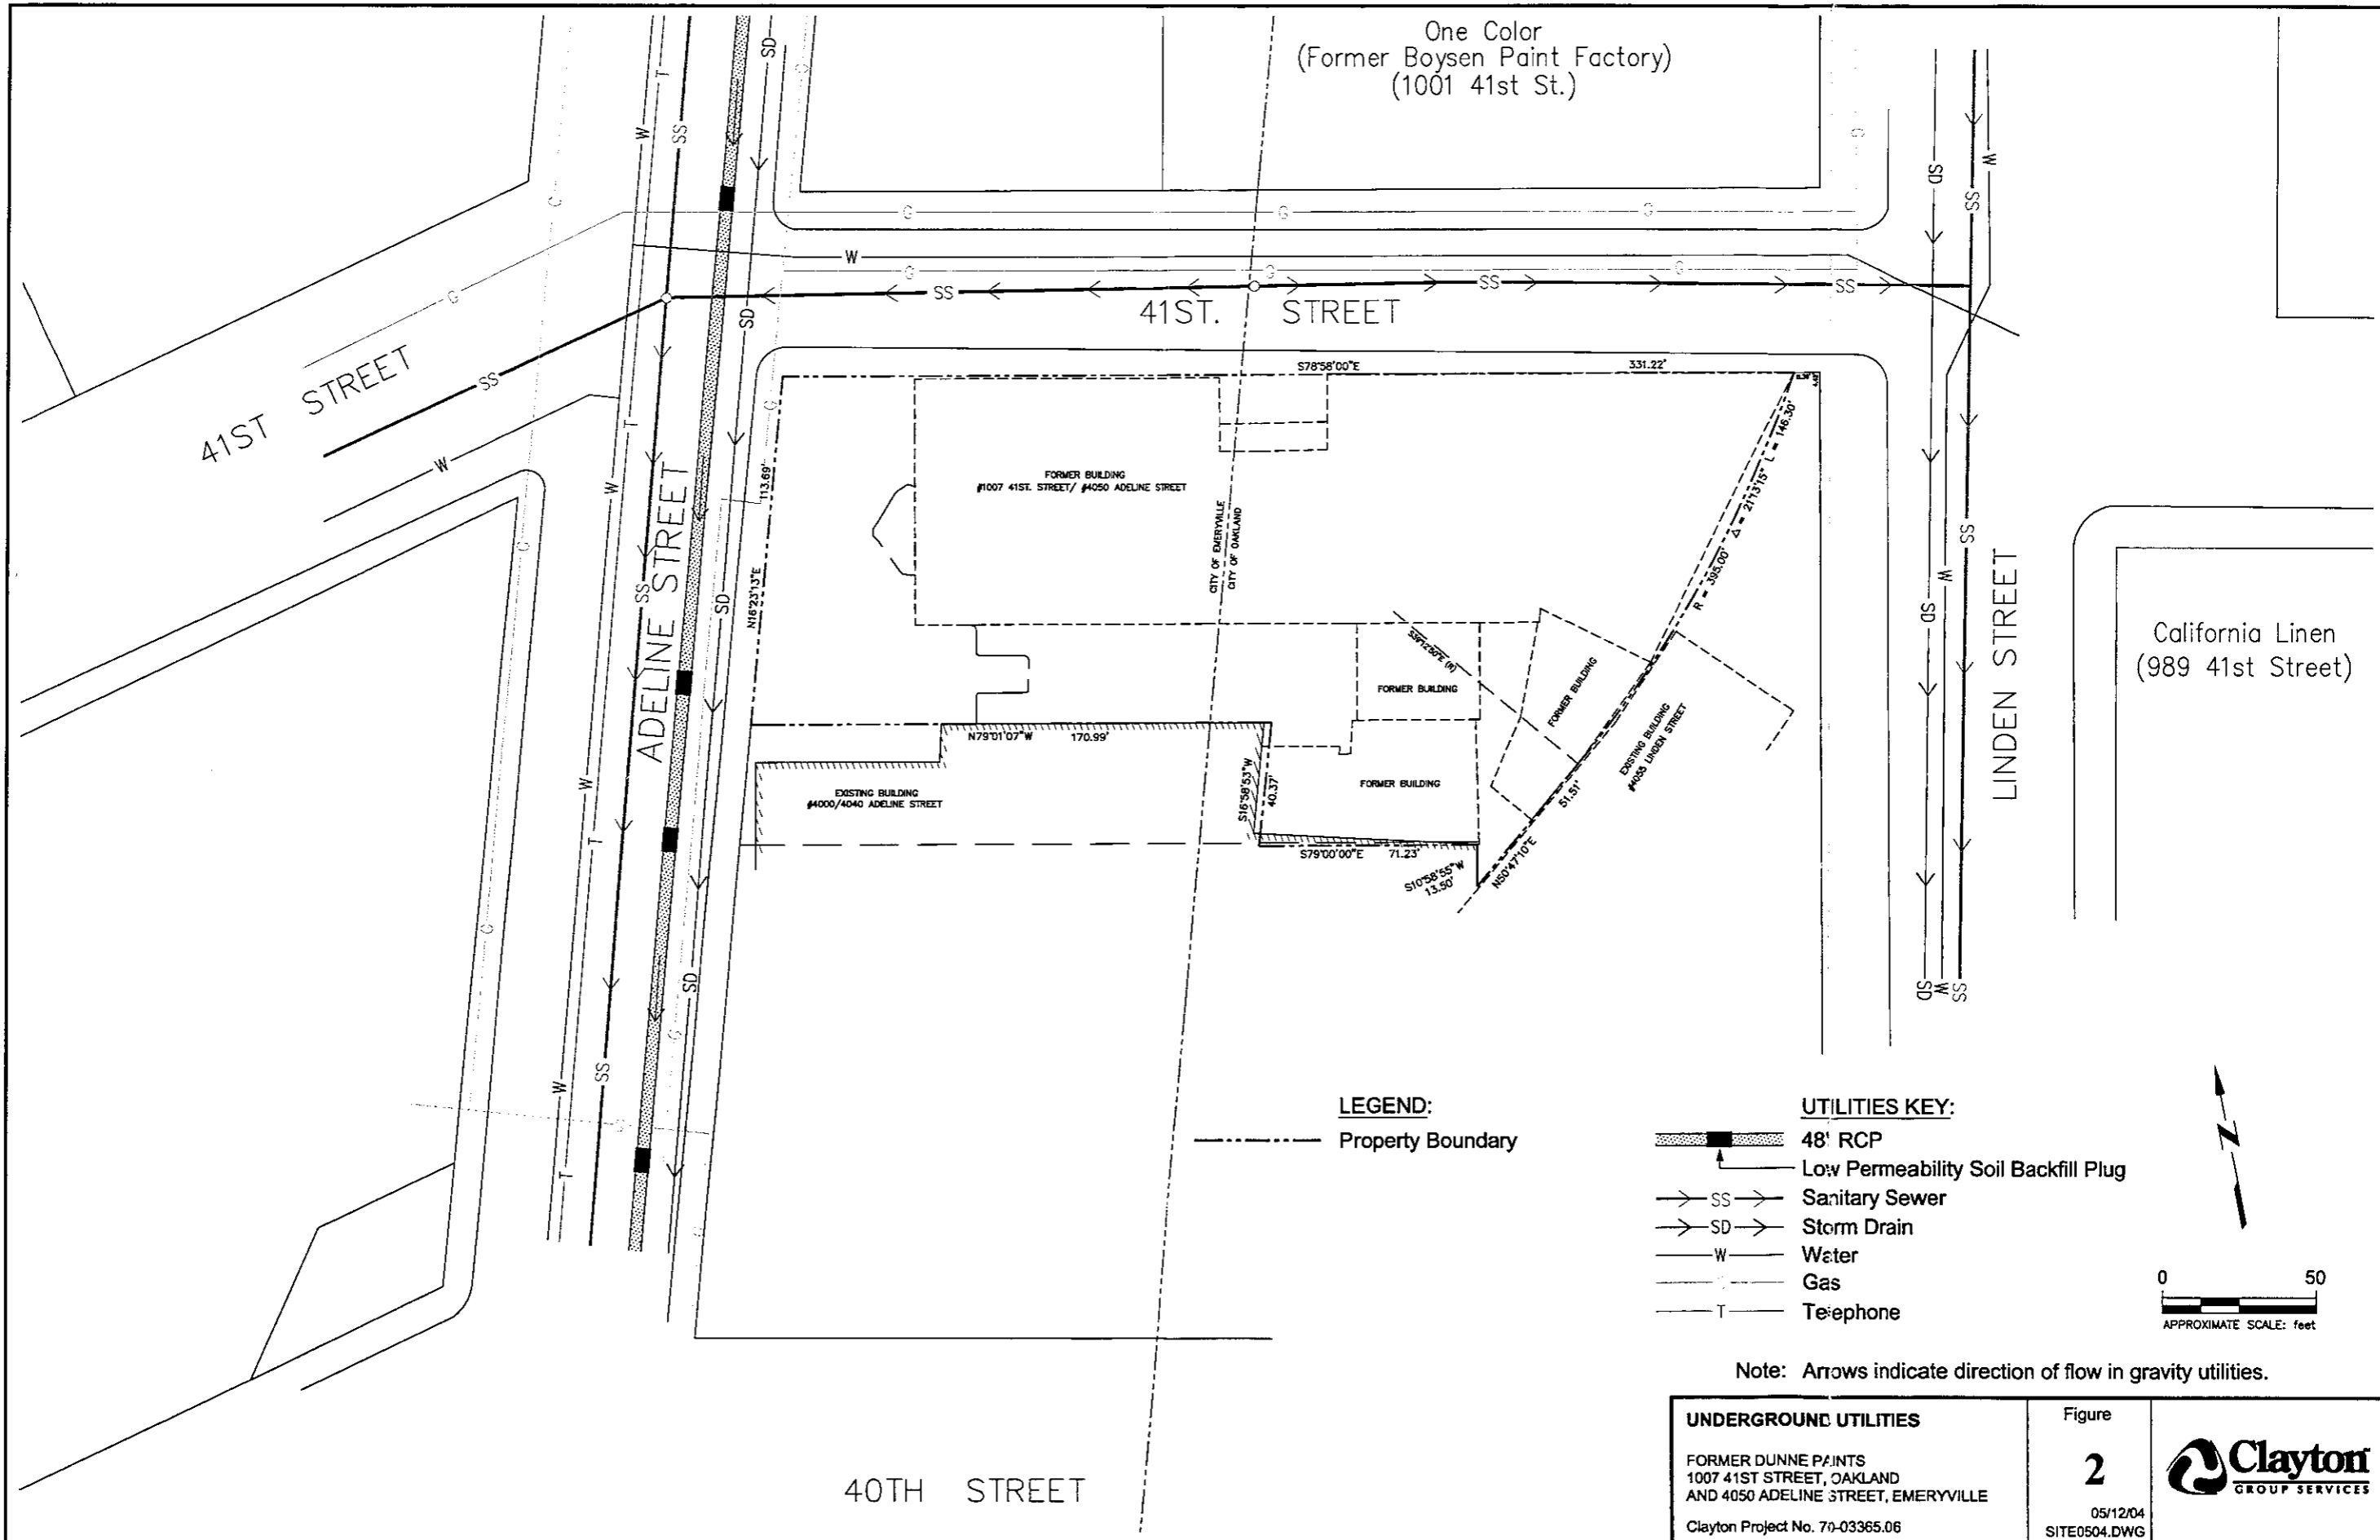 One Color
(Former Boysen Paint Factory)
(1001 41st St.)
41ST. STREET
41ST STREET
ADELINE STREET
LINDEN STREET
40TH STREET
California Linen
(989 41st Street)
S78°58'00"E 331.22'
FORMER BUILDING
#1007 41ST. STREET/ #4050 ADELINE STREET
CITY OF EMERYVILLE
CITY OF OAKLAND
113.69'
N16°23'13"E
R = 395.00' Δ = 21°13'15" L = 146.30'
FORMER BUILDING
FORMER BUILDING
FORMER BUILDING
EXISTING BUILDING
#4055 LINDEN STREET
N79°01'07"W 170.99'
EXISTING BUILDING
#4000/4040 ADELINE STREET
S16°58'53"W
40.37'
S79°00'00"E 71.23'
S10°58'55"W
13.50'
N50°47'10"E
51.51'
W
T
SS
SD
G
LEGEND:
Property Boundary
UTILITIES KEY:
48' RCP
Low Permeability Soil Backfill Plug
SS Sanitary Sewer
SD Storm Drain
W Water
Gas
T Telephone
N
0 50
APPROXIMATE SCALE: feet
Note: Arrows indicate direction of flow in gravity utilities.
UNDERGROUND UTILITIES
FORMER DUNNE PAINTS
1007 41ST STREET, OAKLAND
AND 4050 ADELINE STREET, EMERYVILLE
Clayton Project No. 70-03365.06
Figure
2
05/12/04
SITE0504.DWG
Clayton
GROUP SERVICES